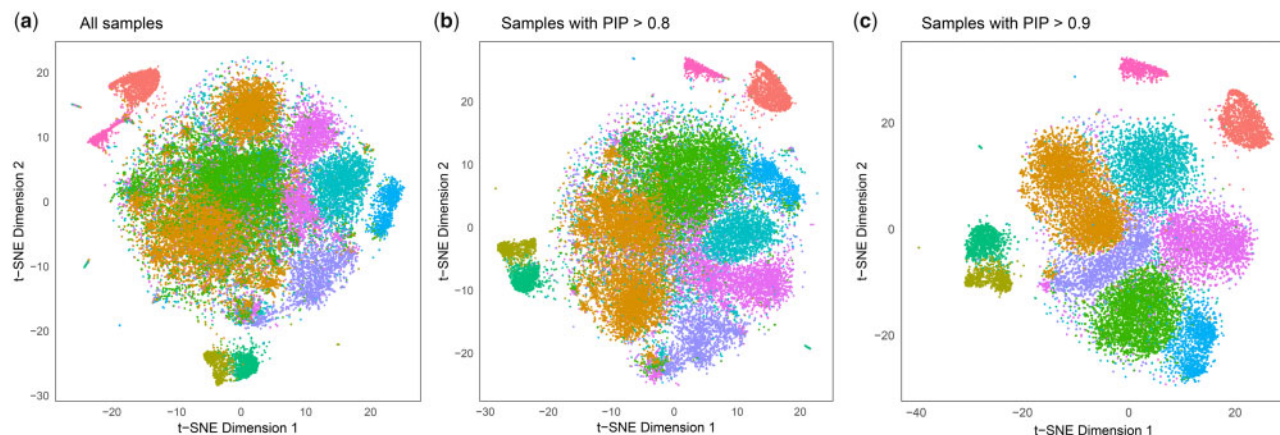 (a) All samples
20
10
0
−10
−20
−30
−20 −10 0 10 20
t−SNE Dimension 1
t−SNE Dimension 2
(b) Samples with PIP > 0.8
20
10
0
−10
−20
−30 −20 −10 0 10 20
t−SNE Dimension 1
t−SNE Dimension 2
(c) Samples with PIP > 0.9
20
0
−20
−40 −20 0 20
t−SNE Dimension 1
t−SNE Dimension 2